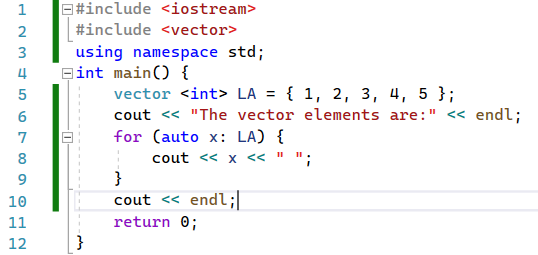 1 #include <iostream>
2 #include <vector>
3 using namespace std;
4 int main() {
5     vector <int> LA = { 1, 2, 3, 4, 5 };
6     cout << "The vector elements are:" << endl;
7     for (auto x: LA) {
8         cout << x << " ";
9     }
10     cout << endl;
11     return 0;
12 }